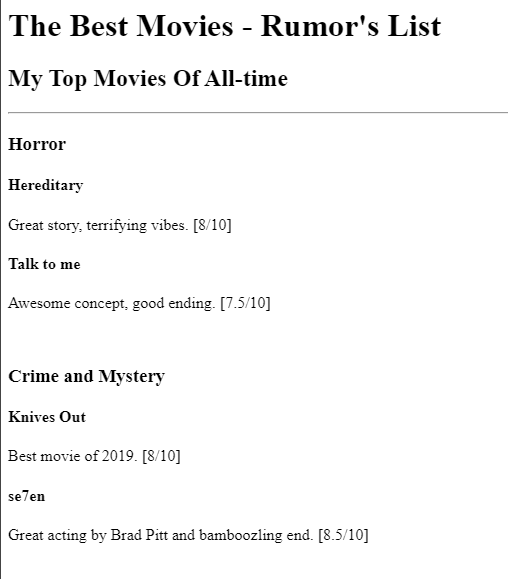 The Best Movies - Rumor's List
My Top Movies Of All-time
Horror
Hereditary
Great story, terrifying vibes. [8/10]
Talk to me
Awesome concept, good ending. [7.5/10]
Crime and Mystery
Knives Out
Best movie of 2019. [8/10]
se7en
Great acting by Brad Pitt and bamboozling end. [8.5/10]